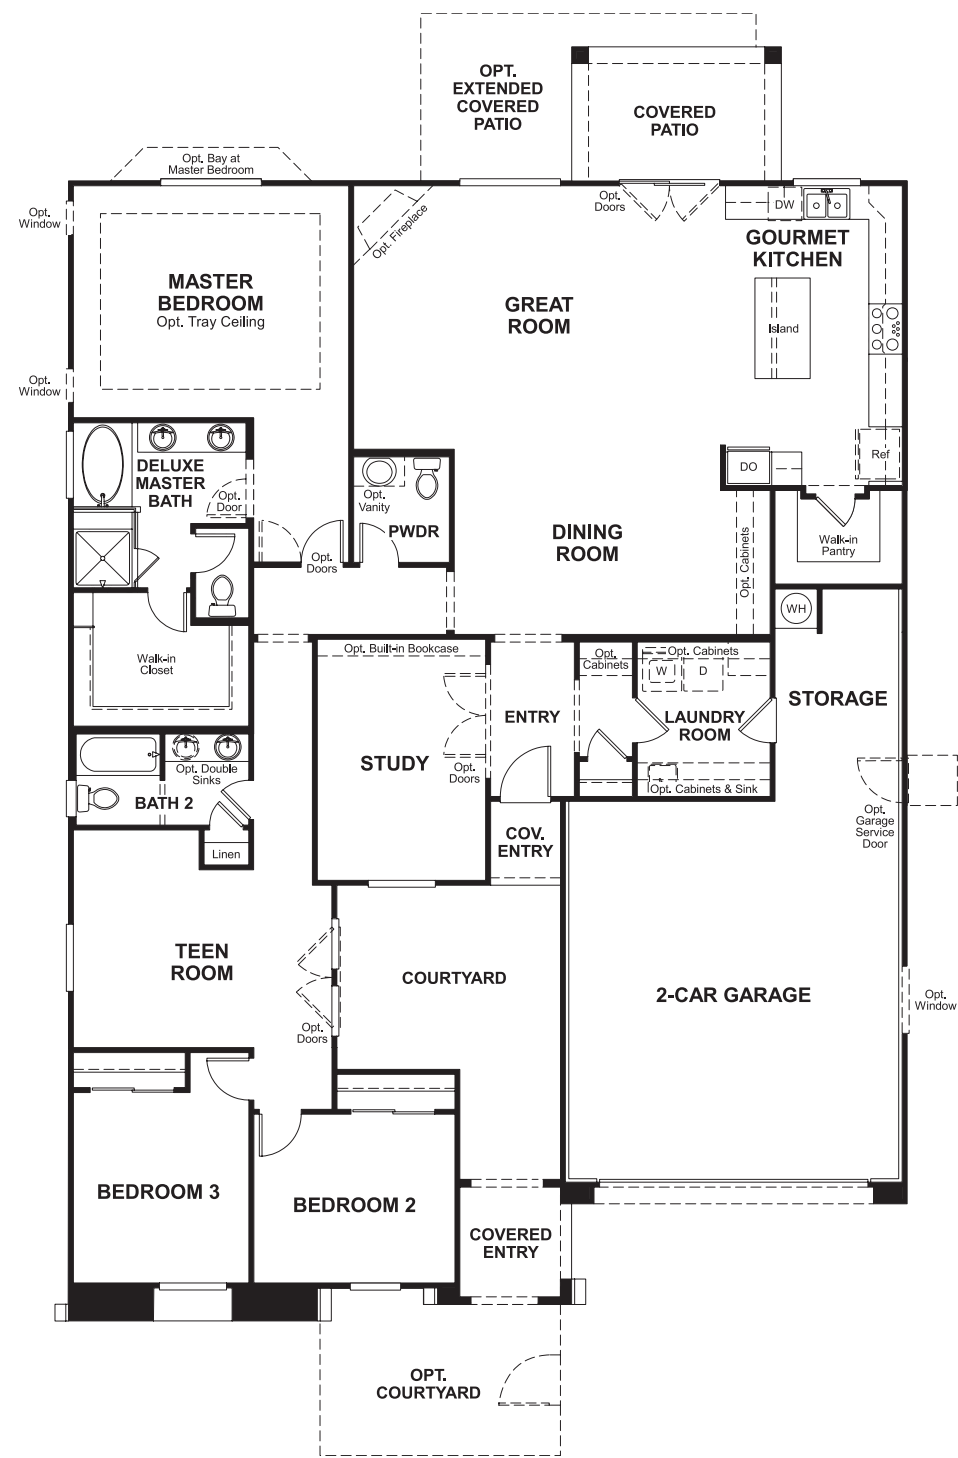 OPT.
EXTENDED
COVERED
PATIO
COVERED
PATIO
Opt. Bay at
Master Bedroom
Opt.
Window
Opt. Fireplace
Opt.
Doors
DW
GOURMET
KITCHEN
MASTER
BEDROOM
Opt. Tray Ceiling
GREAT
ROOM
Island
Opt.
Window
DELUXE
MASTER
BATH
Opt.
Door
Opt.
Vanity
PWDR
Opt.
Doors
DO
Ref
DINING
ROOM
Opt. Cabinets
Walk-in
Pantry
WH
Walk-in
Closet
Opt. Built-in Bookcase
Opt.
Cabinets
Opt. Cabinets
W
D
STORAGE
ENTRY
LAUNDRY
ROOM
STUDY
Opt.
Doors
Opt. Cabinets & Sink
Opt. Double
Sinks
BATH 2
Linen
COV.
ENTRY
Opt.
Garage
Service
Door
TEEN
ROOM
COURTYARD
2-CAR GARAGE
Opt.
Window
Opt.
Doors
BEDROOM 3
BEDROOM 2
COVERED
ENTRY
OPT.
COURTYARD